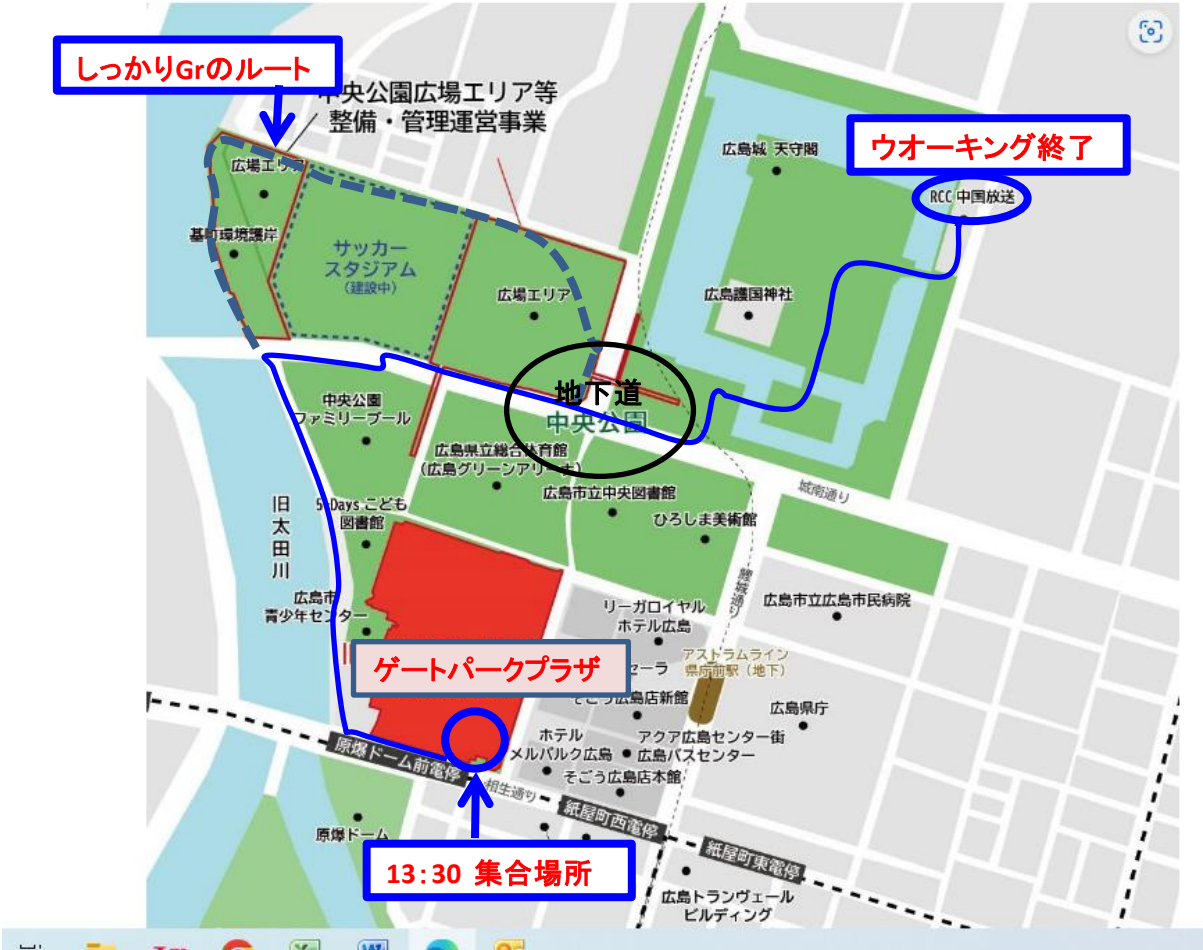 しっかりGrのルート
中央公園広場エリア等
整備・管理運営事業
ウオーキング終了
広島城 天守閣
RCC 中国放送
広場エリア
基町環境護岸
サッカー
スタジアム
(建設中)
広場エリア
広島護国神社
地下道
中央公園
中央公園
ファミリープール
広島県立総合体育館
(広島グリーンアリーナ)
広島市立中央図書館
城南通り
ひろしま美術館
旧太田川
5-Days こども
図書館
鯉城通り
広島市
青少年センター
リーガロイヤル
ホテル広島
広島市立広島市民病院
ゲートパークプラザ
セーラ
アストラムライン
県庁前駅(地下)
そごう広島店新館
広島県庁
ホテル
メルパルク広島
アクア広島センター街
広島バスセンター
そごう広島店本館
原爆ドーム前電停
相生通り
紙屋町西電停
紙屋町東電停
原爆ドーム
13:30 集合場所
広島トランヴェール
ビルディング